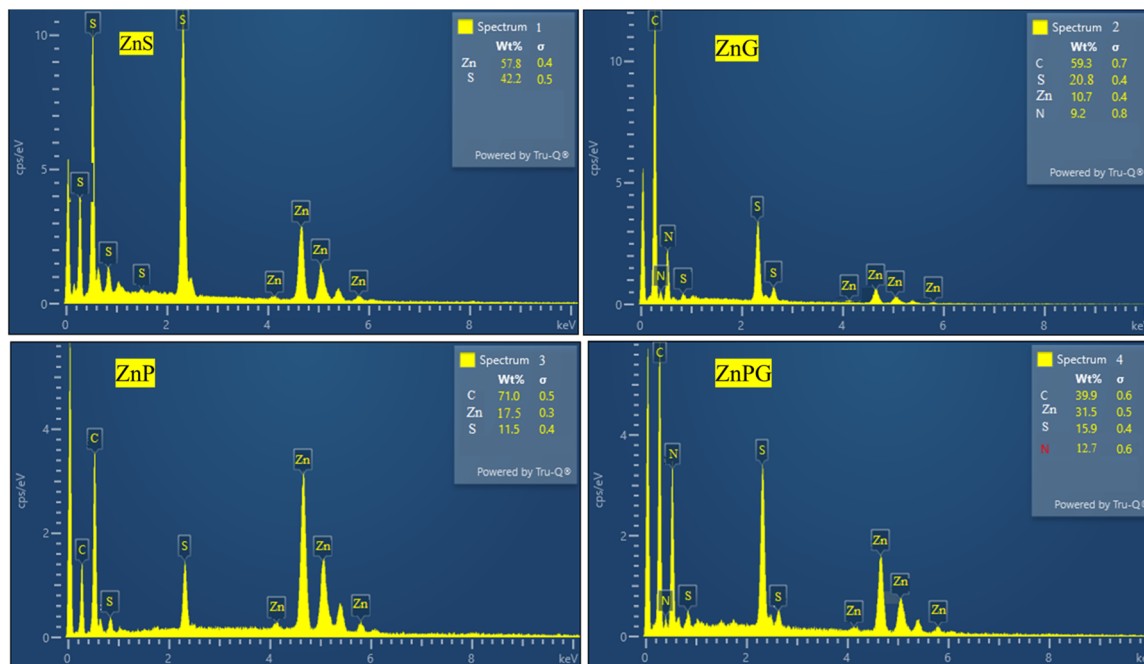 ZnS
Spectrum 1
Wt% σ
Zn 57.8 0.4
S 42.2 0.5
Powered by Tru-Q®
cps/eV
10
5
0
S
S
S
S
S
Zn
Zn
Zn
Zn
0 2 4 6 8 keV
ZnG
Spectrum 2
Wt% σ
C 59.3 0.7
S 20.8 0.4
Zn 10.7 0.4
N 9.2 0.8
Powered by Tru-Q®
cps/eV
10
5
0
C
N
N
S
S
S
Zn
Zn
Zn
Zn
0 2 4 6 8 keV
ZnP
Spectrum 3
Wt% σ
C 71.0 0.5
Zn 17.5 0.3
S 11.5 0.4
Powered by Tru-Q®
cps/eV
4
2
0
C
C
S
S
Zn
Zn
Zn
Zn
0 2 4 6 8 keV
ZnPG
Spectrum 4
Wt% σ
C 39.9 0.6
Zn 31.5 0.5
S 15.9 0.4
N 12.7 0.6
Powered by Tru-Q®
cps/eV
4
2
0
C
N
N
S
S
S
Zn
Zn
Zn
Zn
0 2 4 6 8 keV